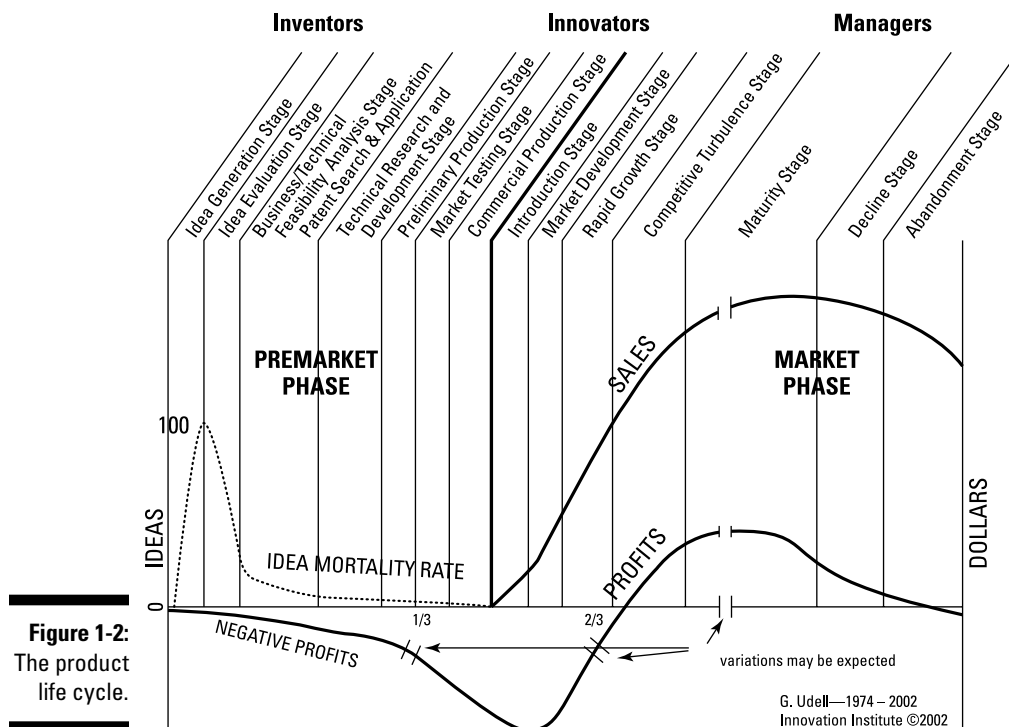 Inventors
Innovators
Managers
Idea Generation Stage
Idea Evaluation Stage
Business/Technical
Feasibility Analysis Stage
Patent Search & Application
Technical Research and
Development Stage
Preliminary Production Stage
Market Testing Stage
Commercial Production Stage
Introduction Stage
Market Development Stage
Rapid Growth Stage
Competitive Turbulence Stage
Maturity Stage
Decline Stage
Abandonment Stage
PREMARKET
PHASE
SALES
MARKET
PHASE
100
IDEAS
DOLLARS
IDEA MORTALITY RATE
PROFITS
0
1/3
2/3
NEGATIVE PROFITS
variations may be expected
Figure 1-2:
The product
life cycle.
G. Udell—1974 – 2002
Innovation Institute ©2002